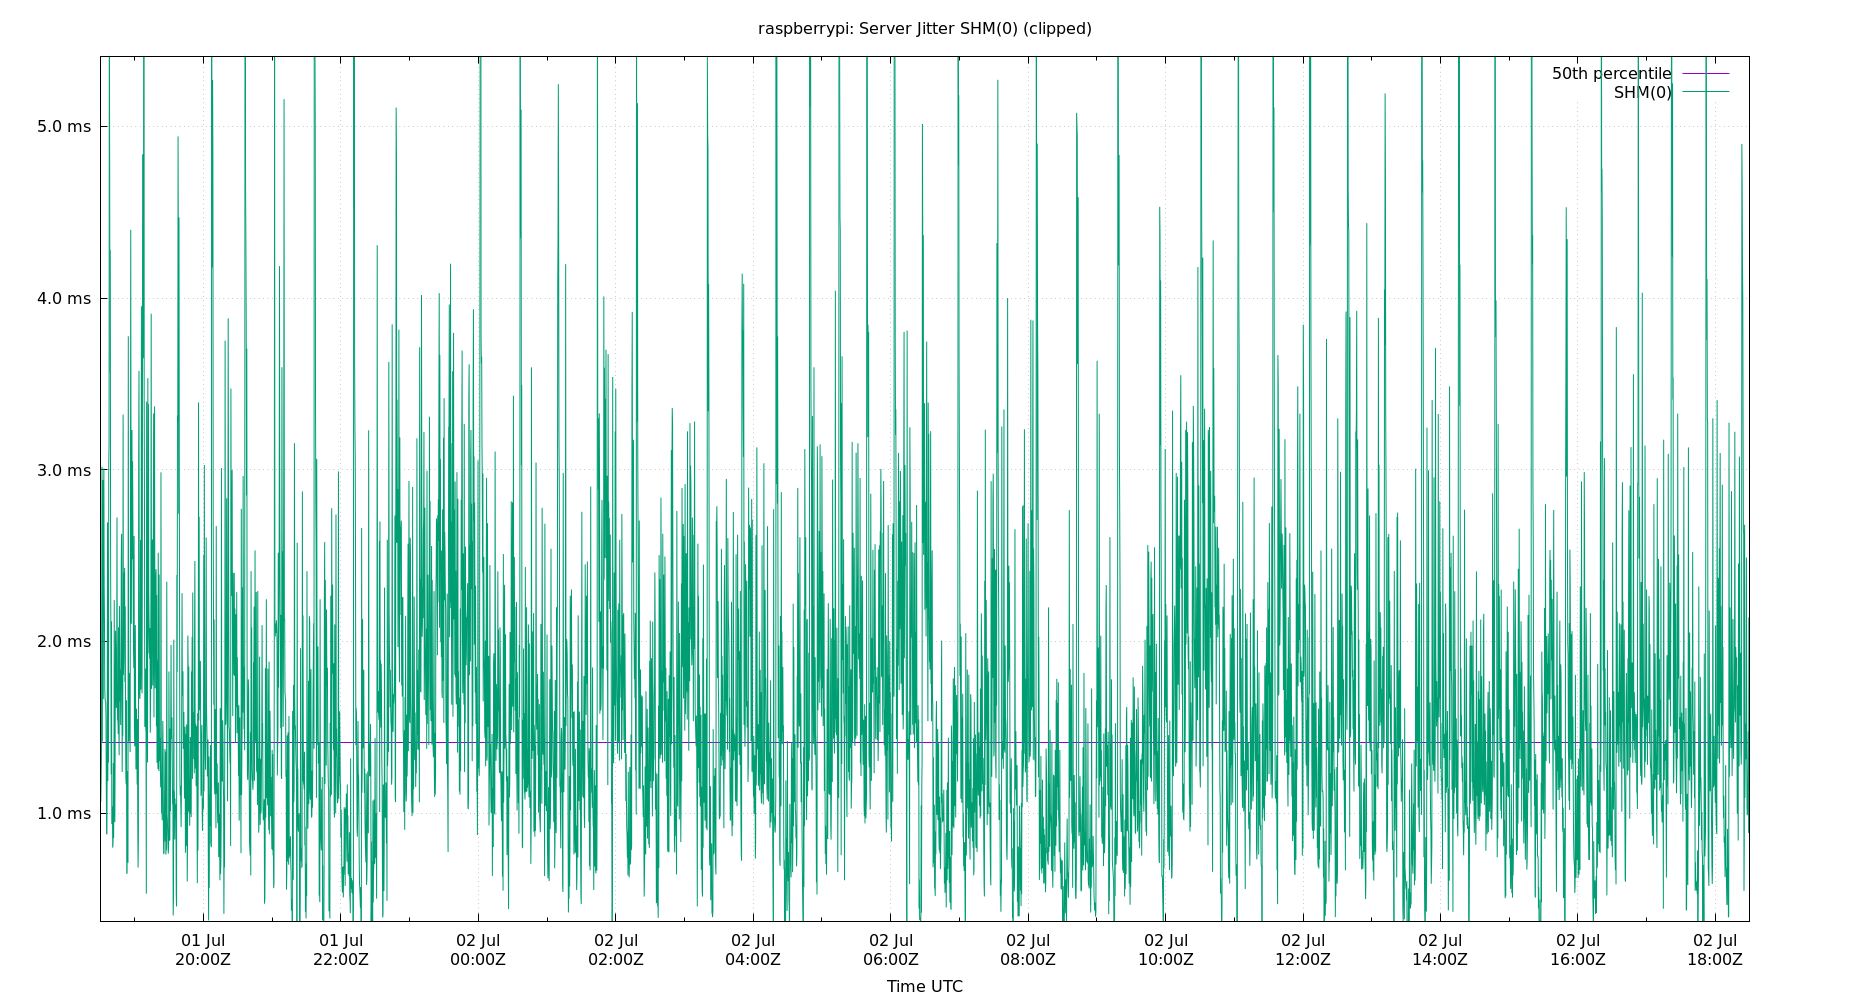 raspberrypi: Server Jitter SHM(0) (clipped)
50th percentile
SHM(0)
5.0 ms
4.0 ms
3.0 ms
2.0 ms
1.0 ms
01 Jul 01 Jul 02 Jul 02 Jul 02 Jul 02 Jul 02 Jul 02 Jul 02 Jul 02 Jul 02 Jul 02 Jul
20:00Z 22:00Z 00:00Z 02:00Z 04:00Z 06:00Z 08:00Z 10:00Z 12:00Z 14:00Z 16:00Z 18:00Z
Time UTC